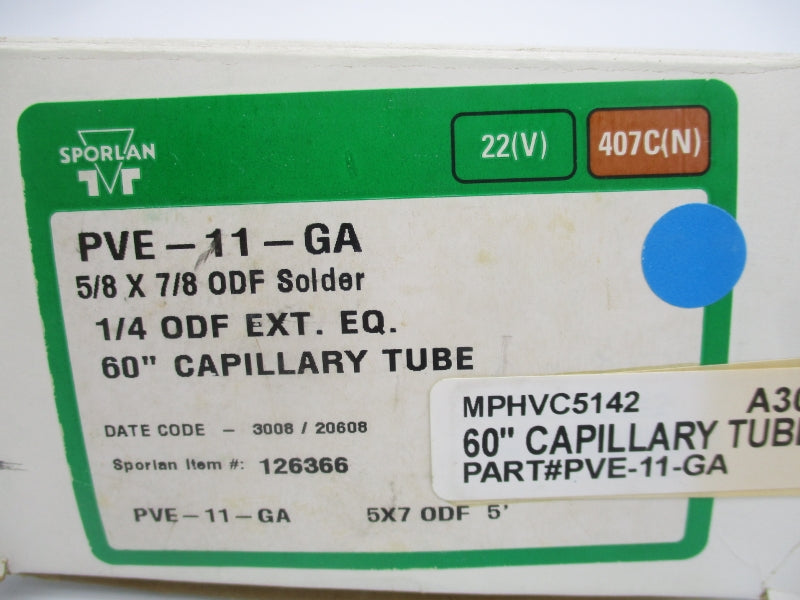 SPORLAN
22(V)
407C(N)
PVE-11-GA
5/8 X 7/8 ODF Solder
1/4 ODF EXT. EQ.
60" CAPILLARY TUBE
DATE CODE - 3008 / 20608
Sporlan Item #: 126366
PVE-11-GA 5X7 ODF 5'
MPHVC5142 A30
60" CAPILLARY TUBE
PART#PVE-11-GA